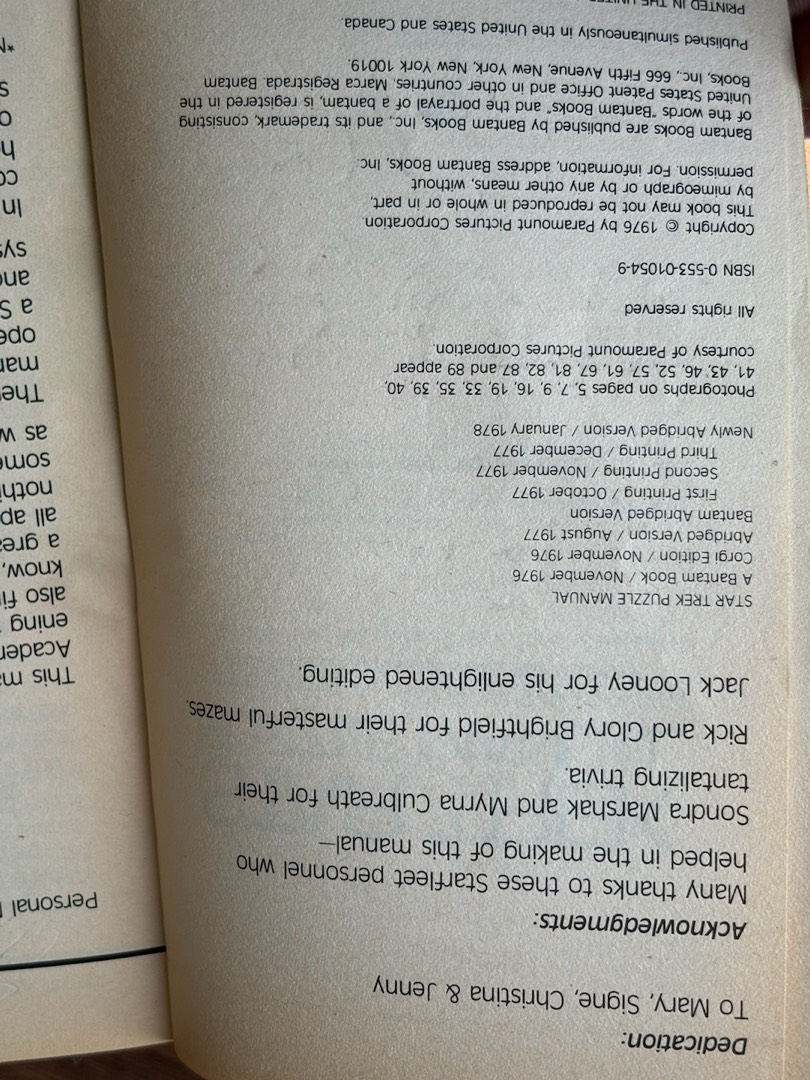 Dedication:
To Mary, Signe, Christina & Jenny
Acknowledgments:
Many thanks to these Starfleet personnel who
helped in the making of this manual—
Sondra Marshak and Myrna Culbreath for their
tantalizing trivia.
Rick and Glory Brightfield for their masterful mazes.
Jack Looney for his enlightened editing.
STAR TREK PUZZLE MANUAL
A Bantam Book / November 1976
Corgi Edition / November 1976
Abridged Version / August 1977
Bantam Abridged Version
First Printing / October 1977
Second Printing / November 1977
Third Printing / December 1977
Newly Abridged Version / January 1978
Photographs on pages 5, 7, 9, 16, 19, 33, 35, 39, 40,
41, 43, 46, 52, 57, 61, 67, 81, 82, 87 and 89 appear
courtesy of Paramount Pictures Corporation.
All rights reserved
ISBN 0-553-01054-9
Copyright © 1976 by Paramount Pictures Corporation.
This book may not be reproduced in whole or in part,
by mimeograph or by any other means, without
permission. For information, address Bantam Books, Inc.
Bantam Books are published by Bantam Books, Inc., and its trademark, consisting
of the words "Bantam Books" and the portrayal of a bantam, is registered in the
United States Patent Office and in other countries. Marca Registrada. Bantam
Books, Inc., 666 Fifth Avenue, New York, New York 10019.
Published simultaneously in the United States and Canada.
PRINTED IN THE
Personal
This
Acade
ening
also
know,
a
all
nothi
som
as
Ther
mar
ope
a
and
sys
In